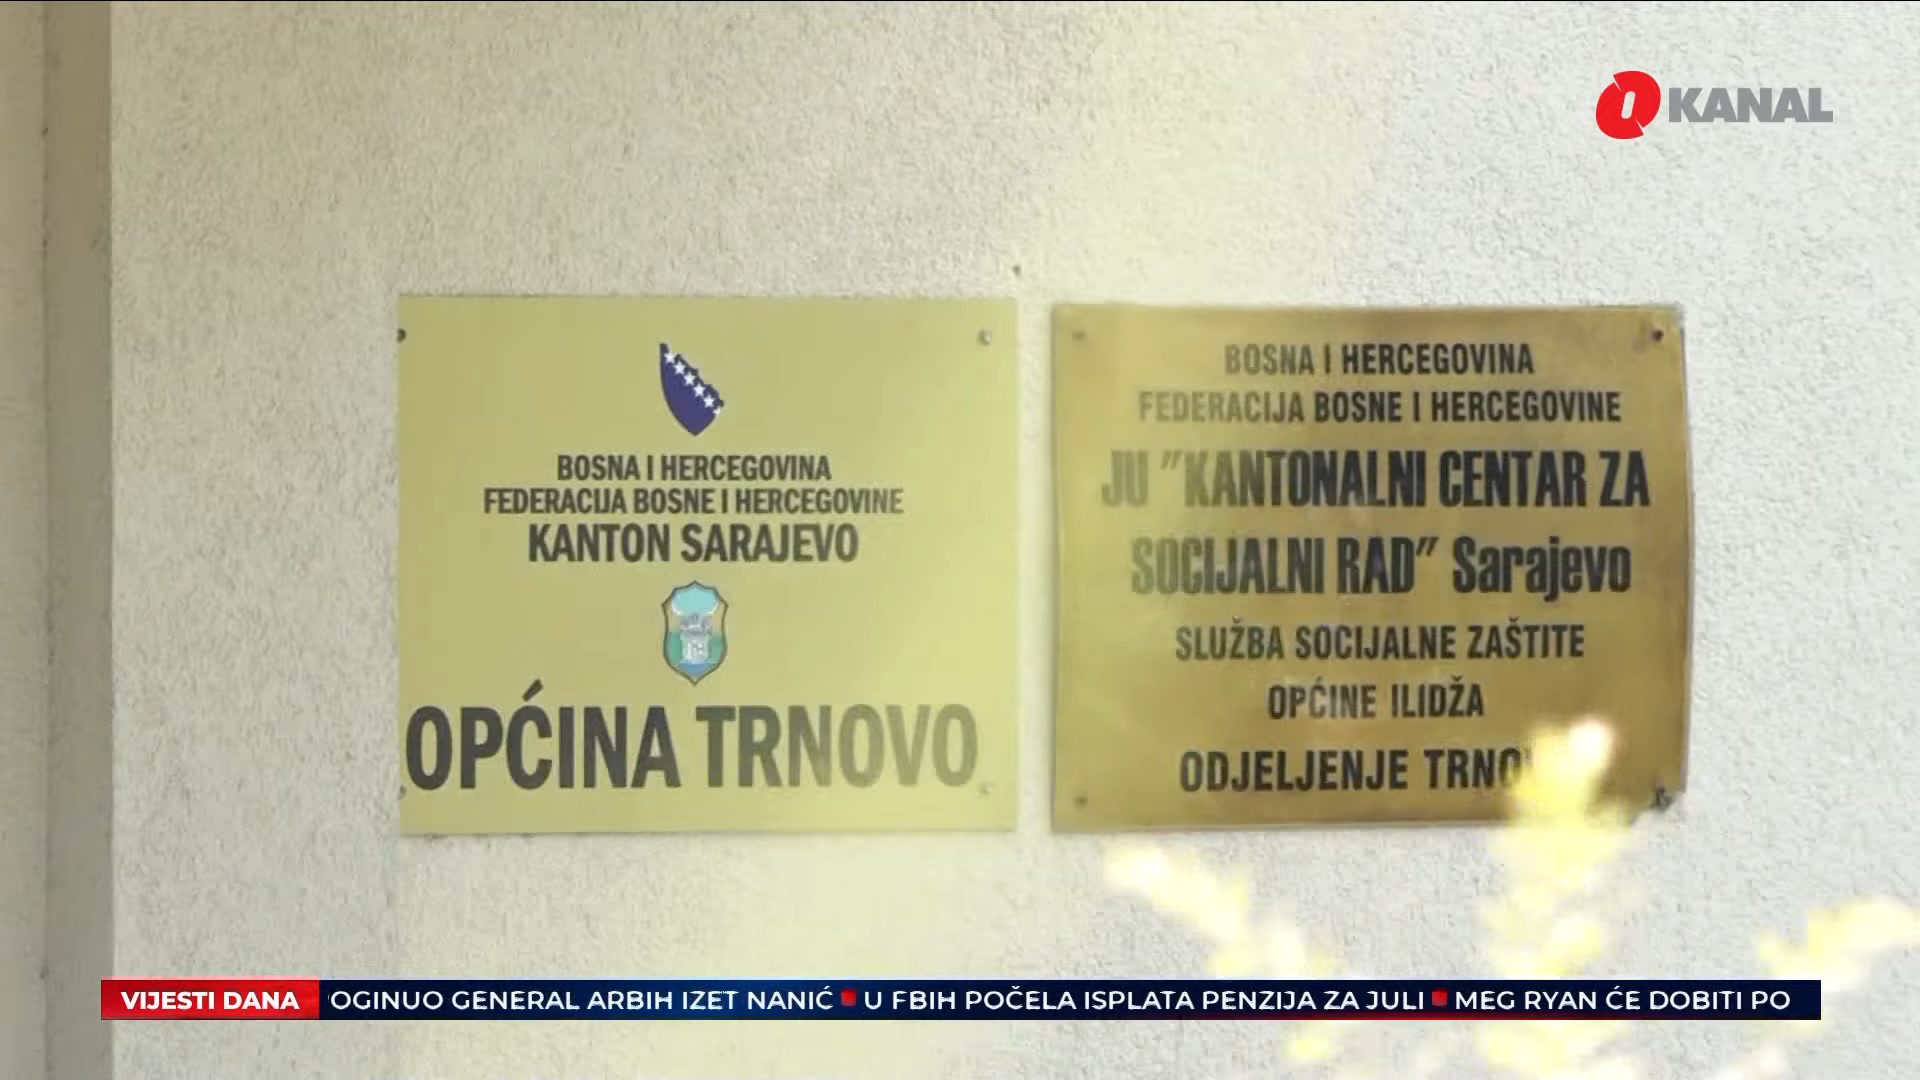 O KANAL
BOSNA I HERCEGOVINA
FEDERACIJA BOSNE I HERCEGOVINE
KANTON SARAJEVO
OPĆINA TRNOVO
BOSNA I HERCEGOVINA
FEDERACIJA BOSNE I HERCEGOVINE
JU "KANTONALNI CENTAR ZA
SOCIJALNI RAD" Sarajevo
SLUŽBA SOCIJALNE ZAŠTITE
OPĆINE ILIDŽA
ODJELJENJE
VIJESTI DANA
OGINUO GENERAL ARBIH IZET NANIĆ U FBIH POČELA ISPLATA PENZIJA ZA JULI MEG RYAN ĆE DOBITI PO